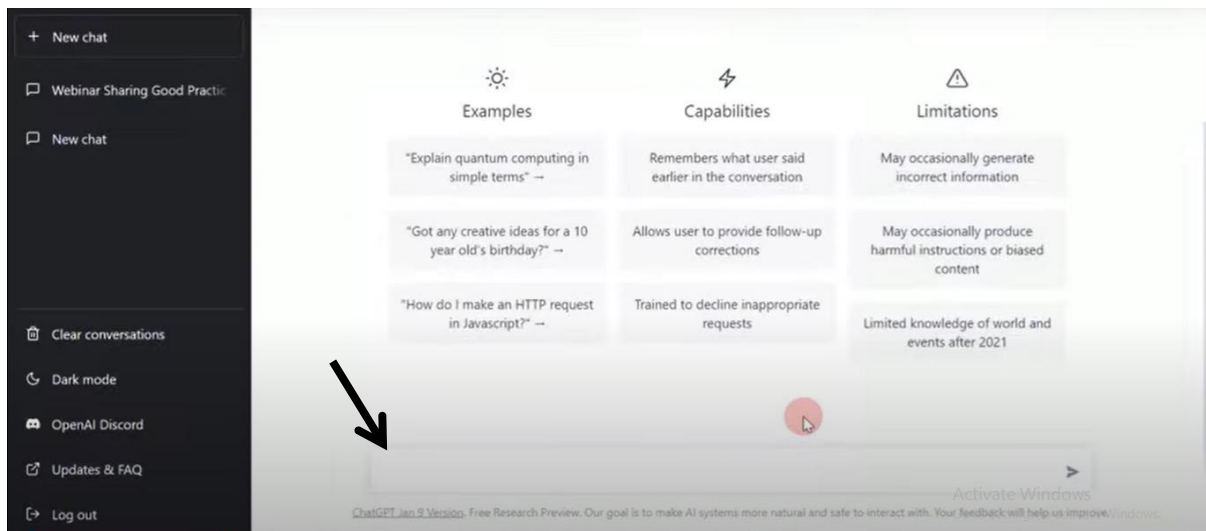 + New chat
Webinar Sharing Good Practic
New chat
Clear conversations
Dark mode
OpenAI Discord
Updates & FAQ
Log out
Examples
"Explain quantum computing in
simple terms" →
"Got any creative ideas for a 10
year old's birthday?" →
"How do I make an HTTP request
in Javascript?" →
Capabilities
Remembers what user said
earlier in the conversation
Allows user to provide follow-up
corrections
Trained to decline inappropriate
requests
Limitations
May occasionally generate
incorrect information
May occasionally produce
harmful instructions or biased
content
Limited knowledge of world and
events after 2021
Activate Windows
ChatGPT Jan 9 Version. Free Research Preview. Our goal is to make AI systems more natural and safe to interact with. Your feedback will help us improve.
Windows.